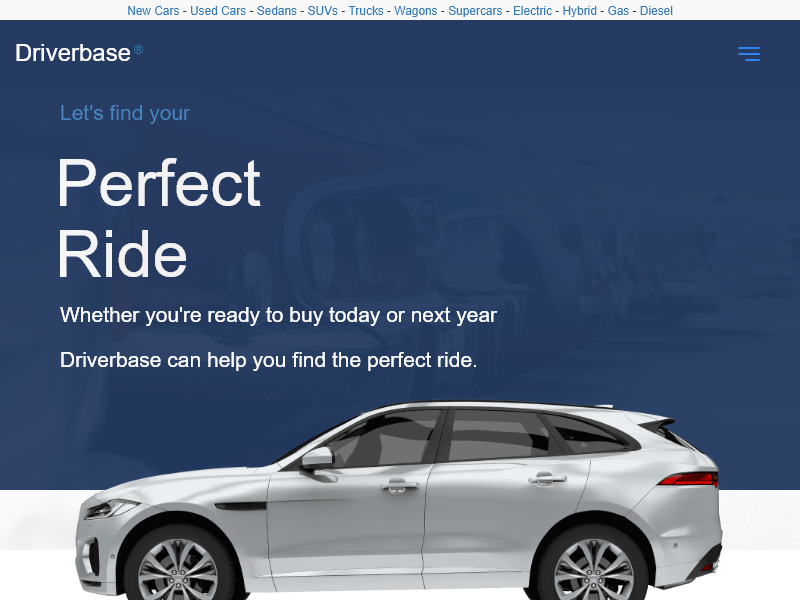 New Cars - Used Cars - Sedans - SUVs - Trucks - Wagons - Supercars - Electric - Hybrid - Gas - Diesel
Driverbase ®
Let's find your
Perfect
Ride
Whether you're ready to buy today or next year
Driverbase can help you find the perfect ride.